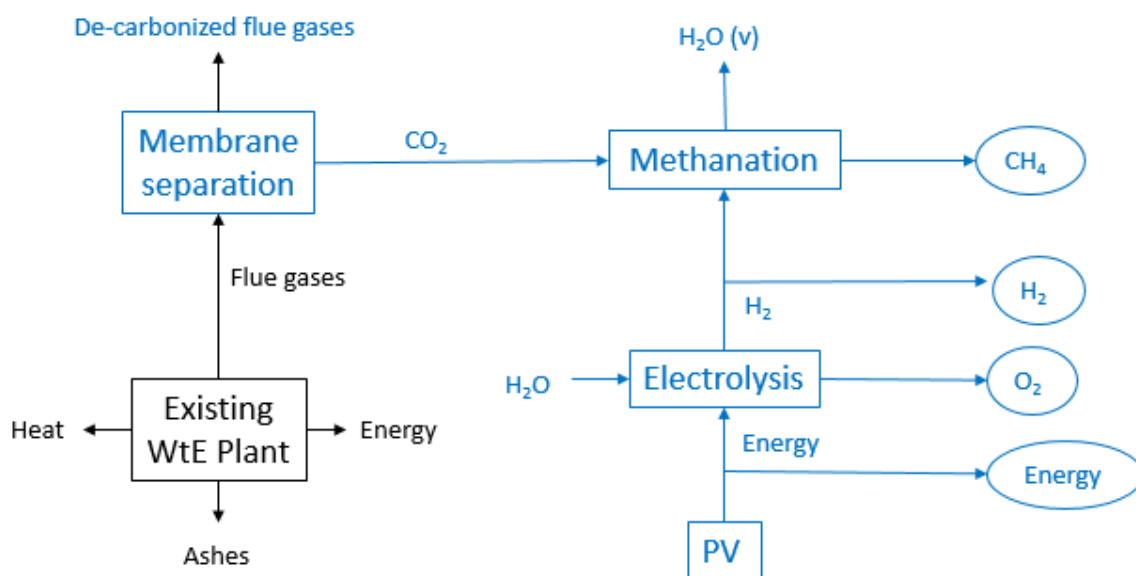 De-carbonized flue gases
H₂O (v)
Membrane
separation
CO₂
Methanation
CH₄
Flue gases
H₂
H₂
H₂O
Electrolysis
O₂
Heat
Existing
WtE Plant
Energy
Energy
Energy
Ashes
PV